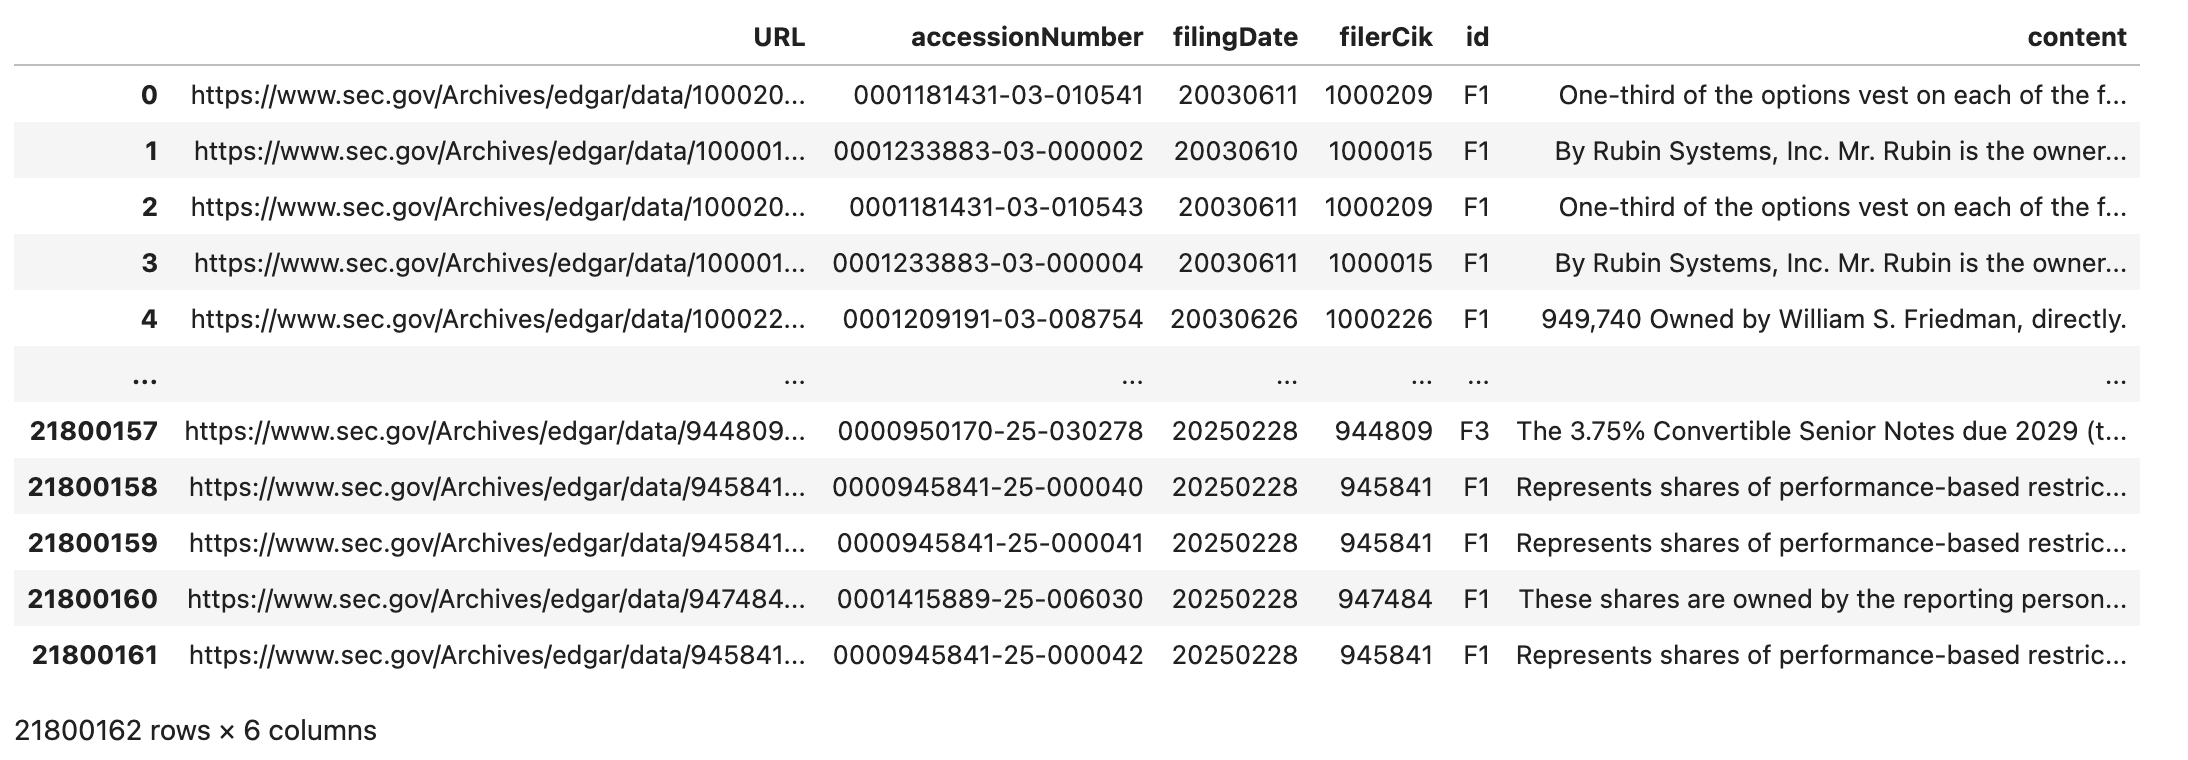 URL accessionNumber filingDate filerCik id content
0 https://www.sec.gov/Archives/edgar/data/100020... 0001181431-03-010541 20030611 1000209 F1 One-third of the options vest on each of the f...
1 https://www.sec.gov/Archives/edgar/data/100001... 0001233883-03-000002 20030610 1000015 F1 By Rubin Systems, Inc. Mr. Rubin is the owner...
2 https://www.sec.gov/Archives/edgar/data/100020... 0001181431-03-010543 20030611 1000209 F1 One-third of the options vest on each of the f...
3 https://www.sec.gov/Archives/edgar/data/100001... 0001233883-03-000004 20030611 1000015 F1 By Rubin Systems, Inc. Mr. Rubin is the owner...
4 https://www.sec.gov/Archives/edgar/data/100022... 0001209191-03-008754 20030626 1000226 F1 949,740 Owned by William S. Friedman, directly.
... ... ... ... ... ... ...
21800157 https://www.sec.gov/Archives/edgar/data/944809... 0000950170-25-030278 20250228 944809 F3 The 3.75% Convertible Senior Notes due 2029 (t...
21800158 https://www.sec.gov/Archives/edgar/data/945841... 0000945841-25-000040 20250228 945841 F1 Represents shares of performance-based restric...
21800159 https://www.sec.gov/Archives/edgar/data/945841... 0000945841-25-000041 20250228 945841 F1 Represents shares of performance-based restric...
21800160 https://www.sec.gov/Archives/edgar/data/947484... 0001415889-25-006030 20250228 947484 F1 These shares are owned by the reporting person...
21800161 https://www.sec.gov/Archives/edgar/data/945841... 0000945841-25-000042 20250228 945841 F1 Represents shares of performance-based restric...
21800162 rows × 6 columns